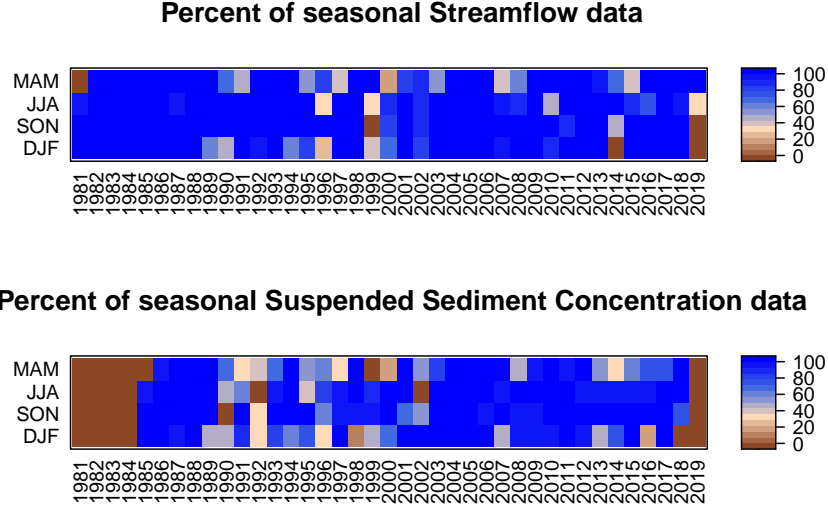 Percent of seasonal Streamflow data
MAM
JJA
SON
DJF
100
80
60
40
20
0
1981 1982 1983 1984 1985 1986 1987 1988 1989 1990 1991 1992 1993 1994 1995 1996 1997 1998 1999 2000 2001 2002 2003 2004 2005 2006 2007 2008 2009 2010 2011 2012 2013 2014 2015 2016 2017 2018 2019
Percent of seasonal Suspended Sediment Concentration data
MAM
JJA
SON
DJF
100
80
60
40
20
0
1981 1982 1983 1984 1985 1986 1987 1988 1989 1990 1991 1992 1993 1994 1995 1996 1997 1998 1999 2000 2001 2002 2003 2004 2005 2006 2007 2008 2009 2010 2011 2012 2013 2014 2015 2016 2017 2018 2019